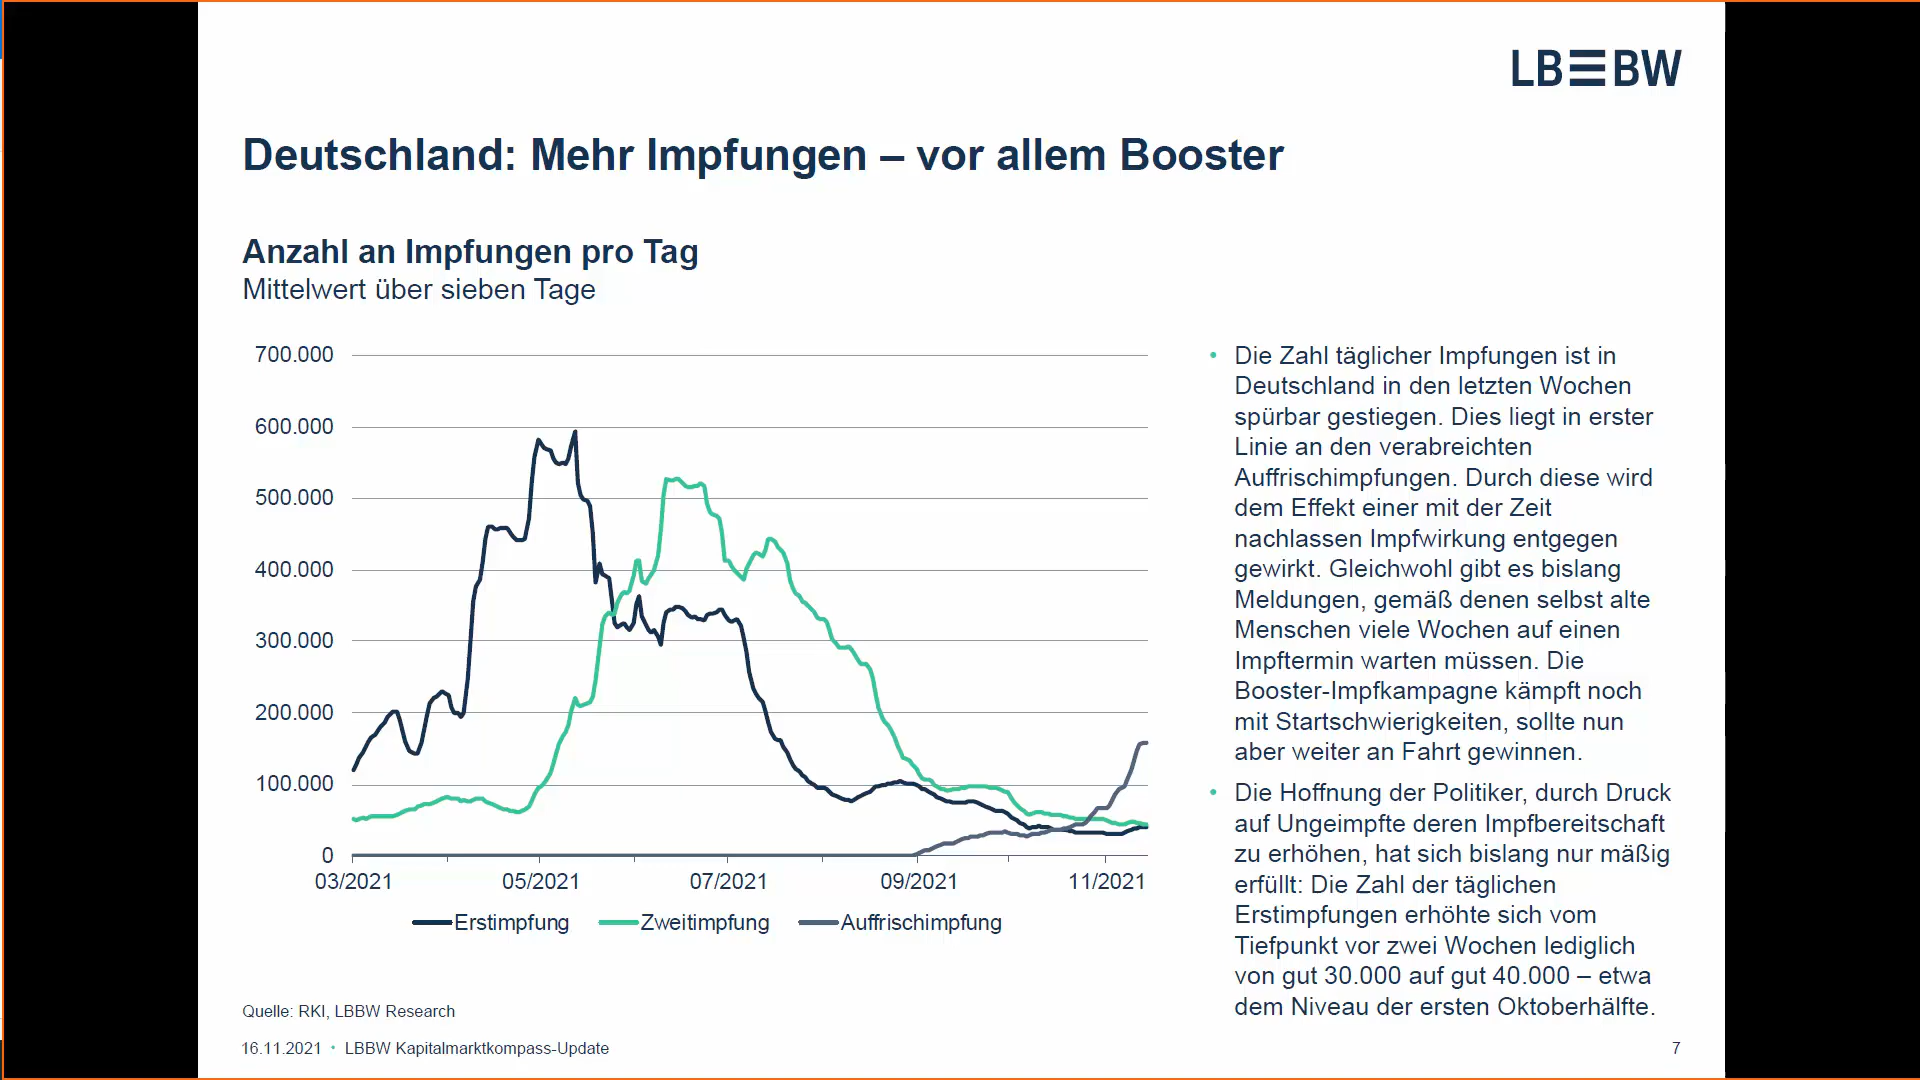 LBBW
Deutschland: Mehr Impfungen – vor allem Booster
Anzahl an Impfungen pro Tag
Mittelwert über sieben Tage
700.000
600.000
500.000
400.000
300.000
200.000
100.000
0
03/2021 05/2021 07/2021 09/2021 11/2021
Erstimpfung Zweitimpfung Auffrischimpfung
• Die Zahl täglicher Impfungen ist in
Deutschland in den letzten Wochen
spürbar gestiegen. Dies liegt in erster
Linie an den verabreichten
Auffrischimpfungen. Durch diese wird
dem Effekt einer mit der Zeit
nachlassen Impfwirkung entgegen
gewirkt. Gleichwohl gibt es bislang
Meldungen, gemäß denen selbst alte
Menschen viele Wochen auf einen
Impftermin warten müssen. Die
Booster-Impfkampagne kämpft noch
mit Startschwierigkeiten, sollte nun
aber weiter an Fahrt gewinnen.
• Die Hoffnung der Politiker, durch Druck
auf Ungeimpfte deren Impfbereitschaft
zu erhöhen, hat sich bislang nur mäßig
erfüllt: Die Zahl der täglichen
Erstimpfungen erhöhte sich vom
Tiefpunkt vor zwei Wochen lediglich
von gut 30.000 auf gut 40.000 – etwa
dem Niveau der ersten Oktoberhälfte.
Quelle: RKI, LBBW Research
16.11.2021 • LBBW Kapitalmarktkompass-Update
7